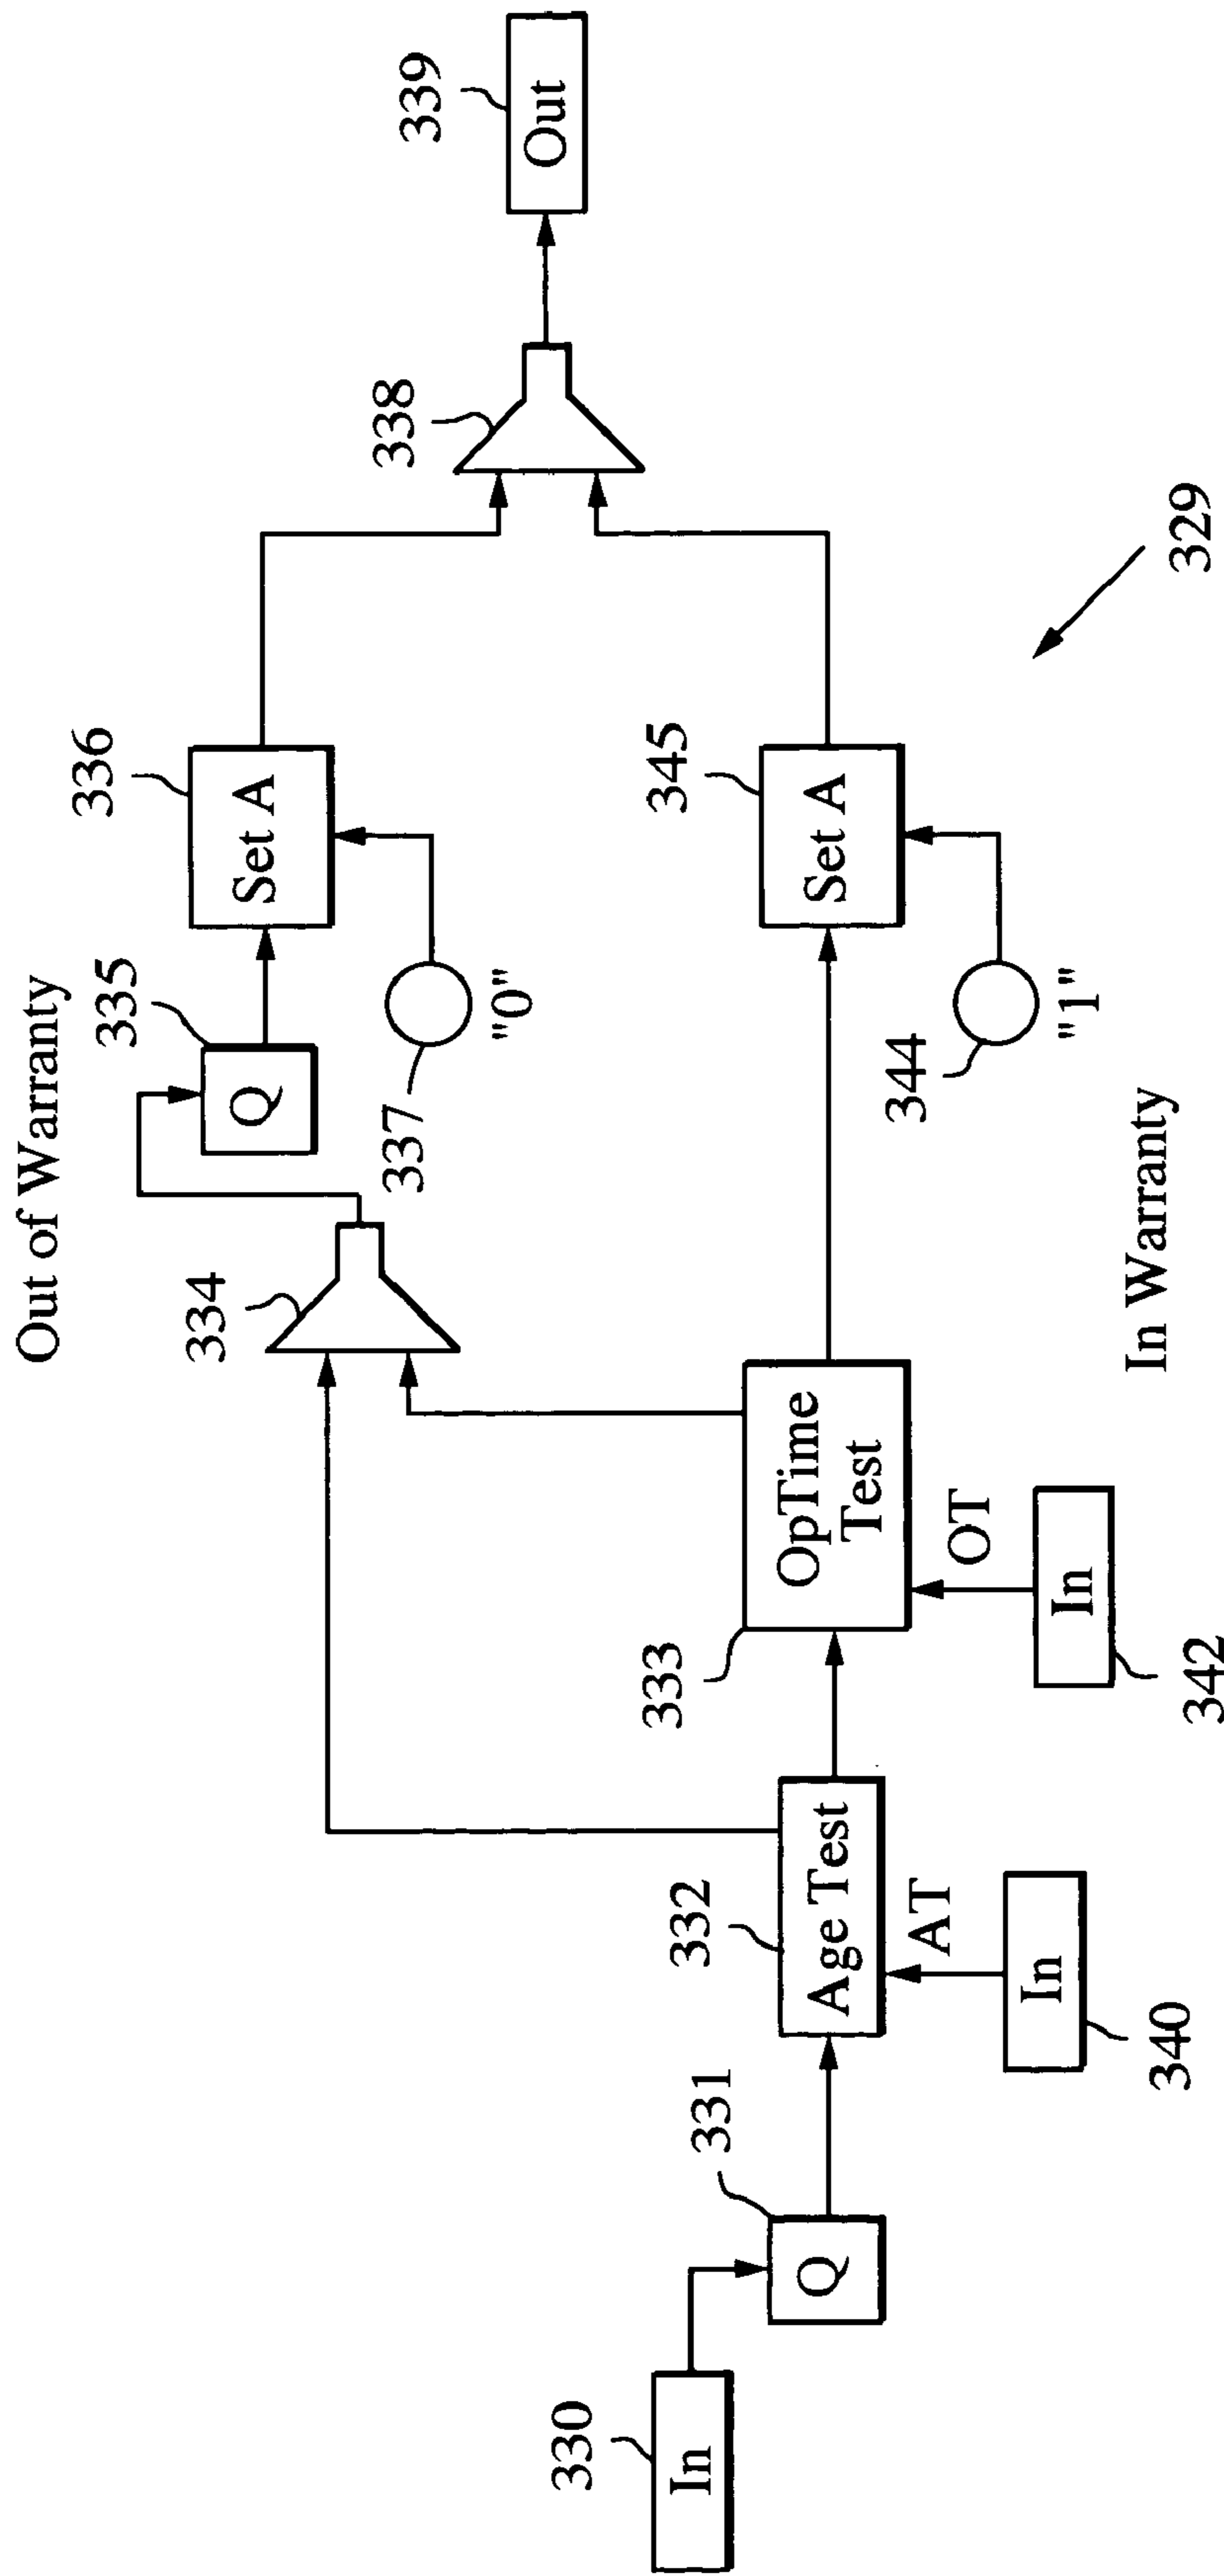 Out of Warranty
330
In
331
Q
332
Age Test
AT
In
340
333
OpTime
Test
OT
In
342
334
335
Q
336
Set A
337
"0"
345
Set A
344
"1"
338
339
Out
In Warranty
329